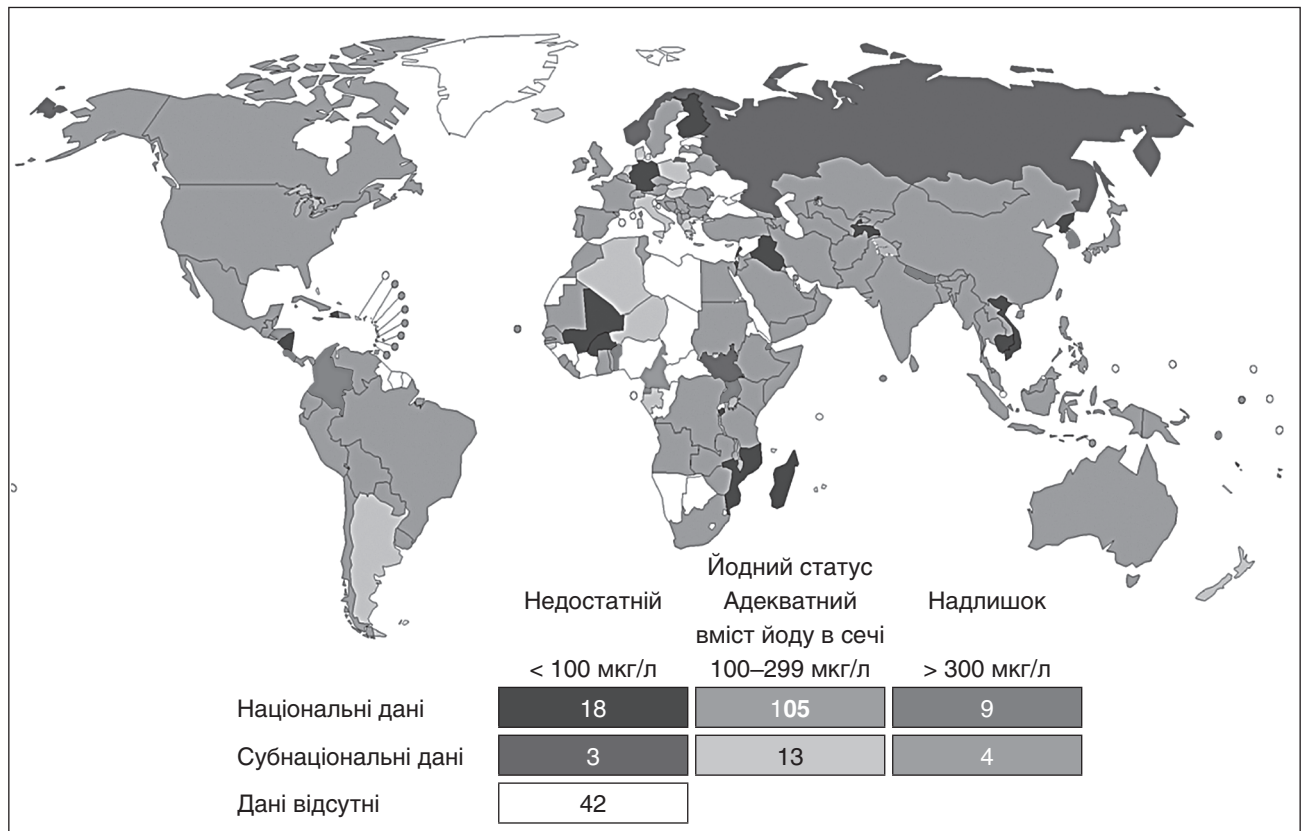 Йодний статус
Недостатній Адекватний Надлишок
вміст йоду в сечі
< 100 мкг/л 100–299 мкг/л > 300 мкг/л
Національні дані 18 105 9
Субнаціональні дані 3 13 4
Дані відсутні 42